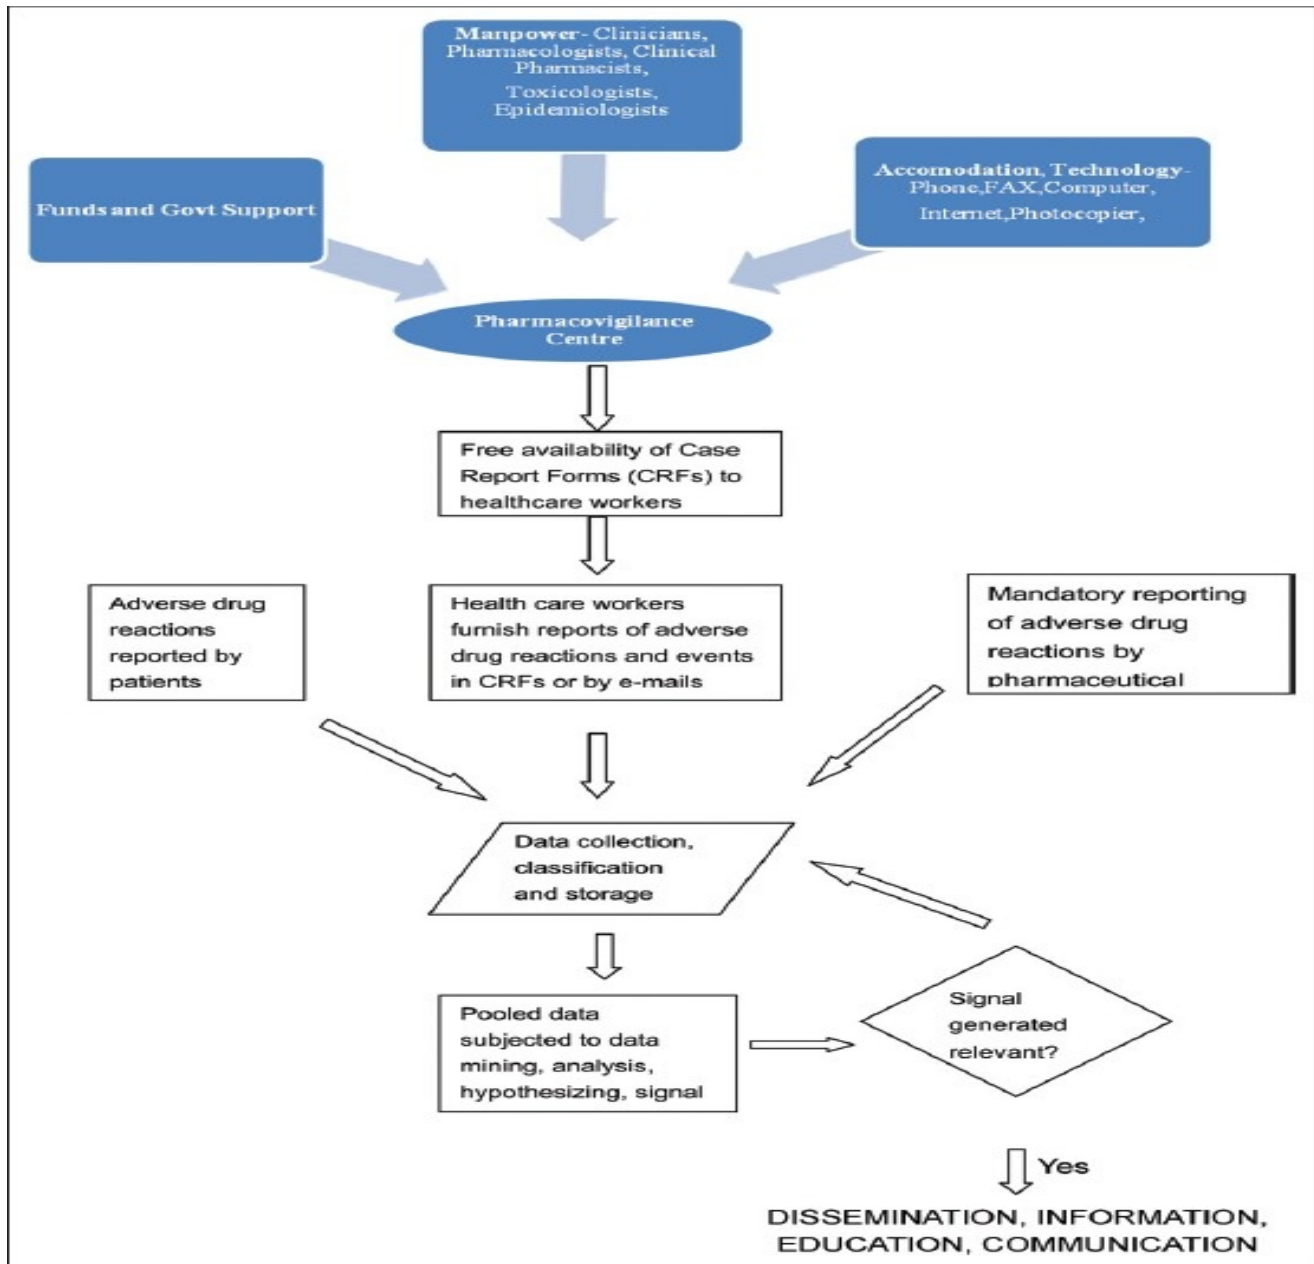 Manpower- Clinicians,
Pharmacologists, Clinical
Pharmacists,
Toxicologists,
Epidemiologists
Funds and Govt Support
Accomodation, Technology-
Phone,FAX,Computer,
Internet,Photocopier,
Pharmacovigilance
Centre
Free availability of Case
Report Forms (CRFs) to
healthcare workers
Adverse drug
reactions
reported by
patients
Health care workers
furnish reports of adverse
drug reactions and events
in CRFs or by e-mails
Mandatory reporting
of adverse drug
reactions by
pharmaceutical
Data collection,
classification
and storage
Pooled data
subjected to data
mining, analysis,
hypothesizing, signal
Signal
generated
relevant?
Yes
DISSEMINATION, INFORMATION,
EDUCATION, COMMUNICATION